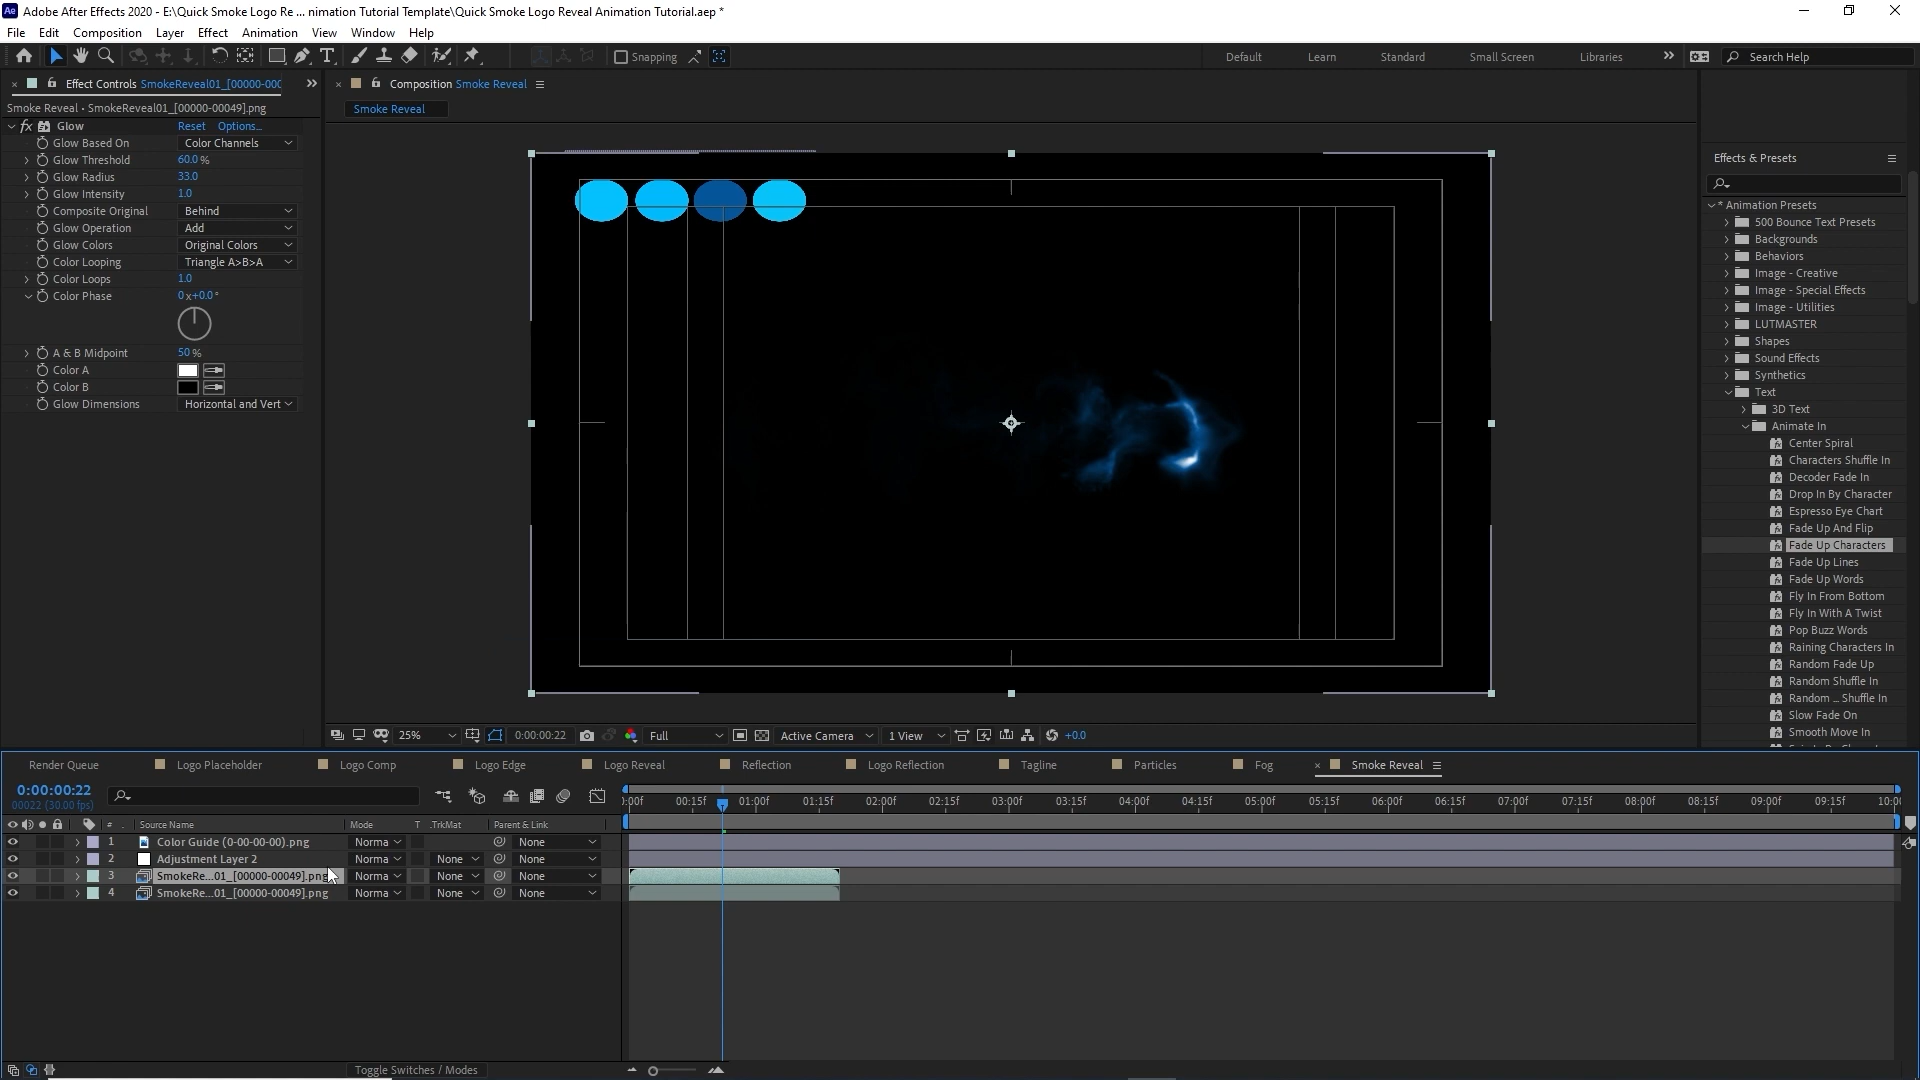 Adobe After Effects 2020 - E:\Quick Smoke Logo Re ... nimation Tutorial Template\Quick Smoke Logo Reveal Animation Tutorial.aep *
File Edit Composition Layer Effect Animation View Window Help
Snapping
Default Learn Standard Small Screen Libraries
Search Help
Effect Controls SmokeReveal01_[00000-000
Smoke Reveal • SmokeReveal01_[00000-00049].png
fx Glow Reset Options...
Glow Based On Color Channels
Glow Threshold 60.0 %
Glow Radius 33.0
Glow Intensity 1.0
Composite Original Behind
Glow Operation Add
Glow Colors Original Colors
Color Looping Triangle A>B>A
Color Loops 1.0
Color Phase 0x+0.0°
A & B Midpoint 50 %
Color A
Color B
Glow Dimensions Horizontal and Vert
Composition Smoke Reveal
Smoke Reveal
25% 0:00:00:22 Full Active Camera 1 View +0.0
Effects & Presets
* Animation Presets
500 Bounce Text Presets
Backgrounds
Behaviors
Image - Creative
Image - Special Effects
Image - Utilities
LUTMASTER
Shapes
Sound Effects
Synthetics
Text
3D Text
Animate In
Center Spiral
Characters Shuffle In
Decoder Fade In
Drop In By Character
Espresso Eye Chart
Fade Up And Flip
Fade Up Characters
Fade Up Lines
Fade Up Words
Fly In From Bottom
Fly In With A Twist
Pop Buzz Words
Raining Characters In
Random Fade Up
Random Shuffle In
Random ... Shuffle In
Slow Fade On
Smooth Move In
Render Queue Logo Placeholder Logo Comp Logo Edge Logo Reveal Reflection Logo Reflection Tagline Particles Fog Smoke Reveal
0:00:00:22
00022 (30.00 fps)
0:00f 00:15f 01:00f 01:15f 02:00f 02:15f 03:00f 03:15f 04:00f 04:15f 05:00f 05:15f 06:00f 06:15f 07:00f 07:15f 08:00f 08:15f 09:00f 09:15f 10:00
# Source Name Mode T .TrkMat Parent & Link
1 Color Guide (0-00-00-00).png Norma None
2 Adjustment Layer 2 Norma None None
3 SmokeRe...01_[00000-00049].png Norma None None
4 SmokeRe...01_[00000-00049].png Norma None None
Toggle Switches / Modes